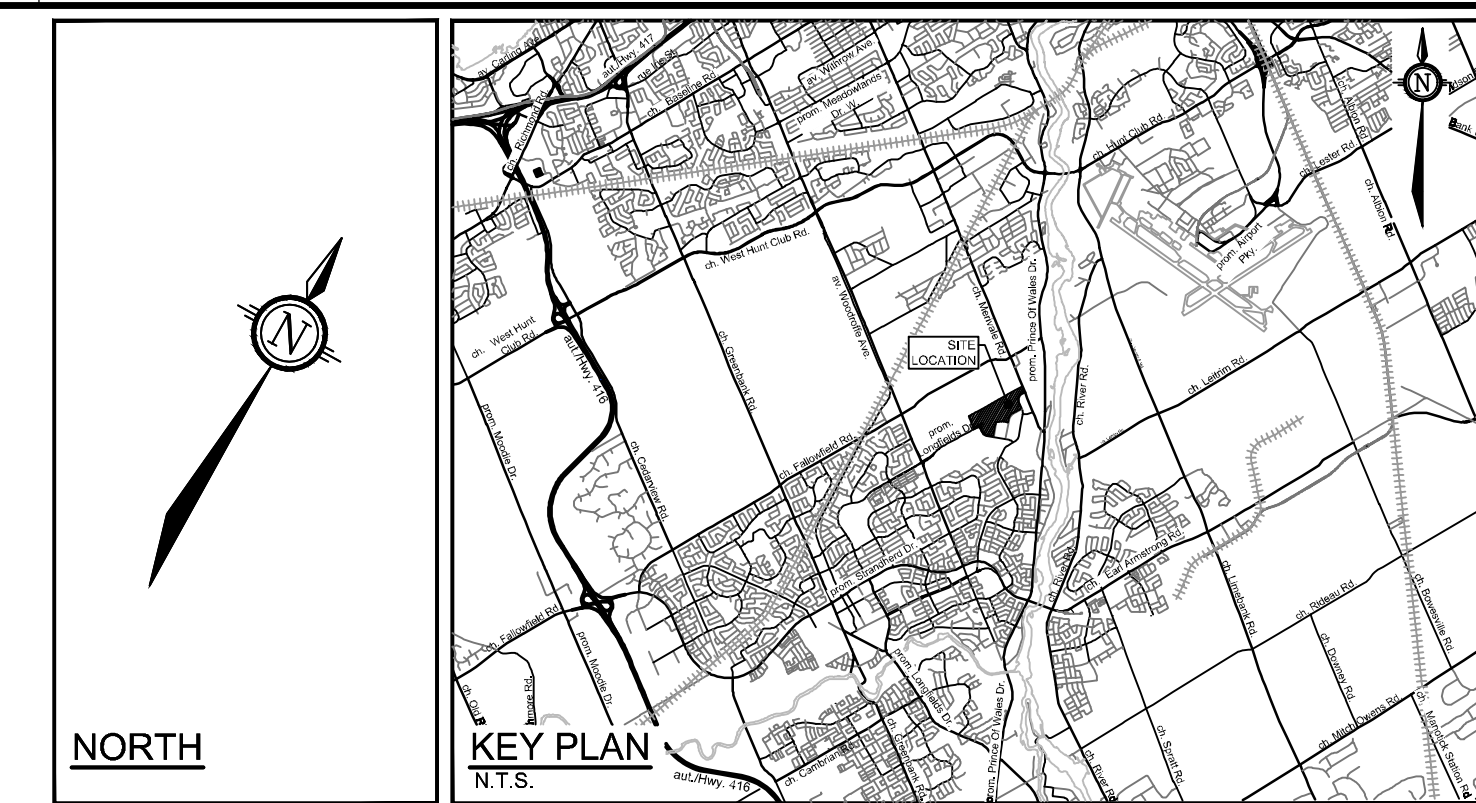 N
NORTH
av. Carling Ave.
aut./Hwy. 417
ch. Richmond Rd.
ch. Baseline Rd.
av. Withrow Ave.
prom. Meadowlands
Dr. W.
ch. Hunt Club Rd.
ch. Albion Rd.
N
Bank
ch. Lester Rd.
ch. Albion Rd.
prom. Airport
Pky.
ch. West Hunt Club Rd.
ch. West Hunt
Club Rd.
aut./Hwy. 416
ch. Greenbank Rd.
av. Woodroffe Ave.
ch. Merivale Rd.
prom. Prince Of Wales Dr.
SITE
LOCATION
ch. River Rd.
ch. Leitrim Rd.
prom. Moodie Dr.
ch. Cedarview Rd.
ch. Fallowfield Rd.
prom.
Longfields Dr.
prom. Strandherd Dr.
ch. River Rd.
ch. Earl Armstrong Rd.
ch. Limebank Rd.
ch. Rideau Rd.
ch. Bowesville Rd.
ch. Fallowfield Rd.
prom. Moodie Dr.
ch. Downey Rd.
ch. Mitch Owens Rd.
ch. Manotick Station Rd.
prom. Longfields Dr.
prom. Prince Of Wales Dr.
ch. Greenbank Rd.
ch. Cambrian Rd.
ch. River Rd.
ch. Spratt Rd.
aut./Hwy. 416
KEY PLAN
N.T.S.